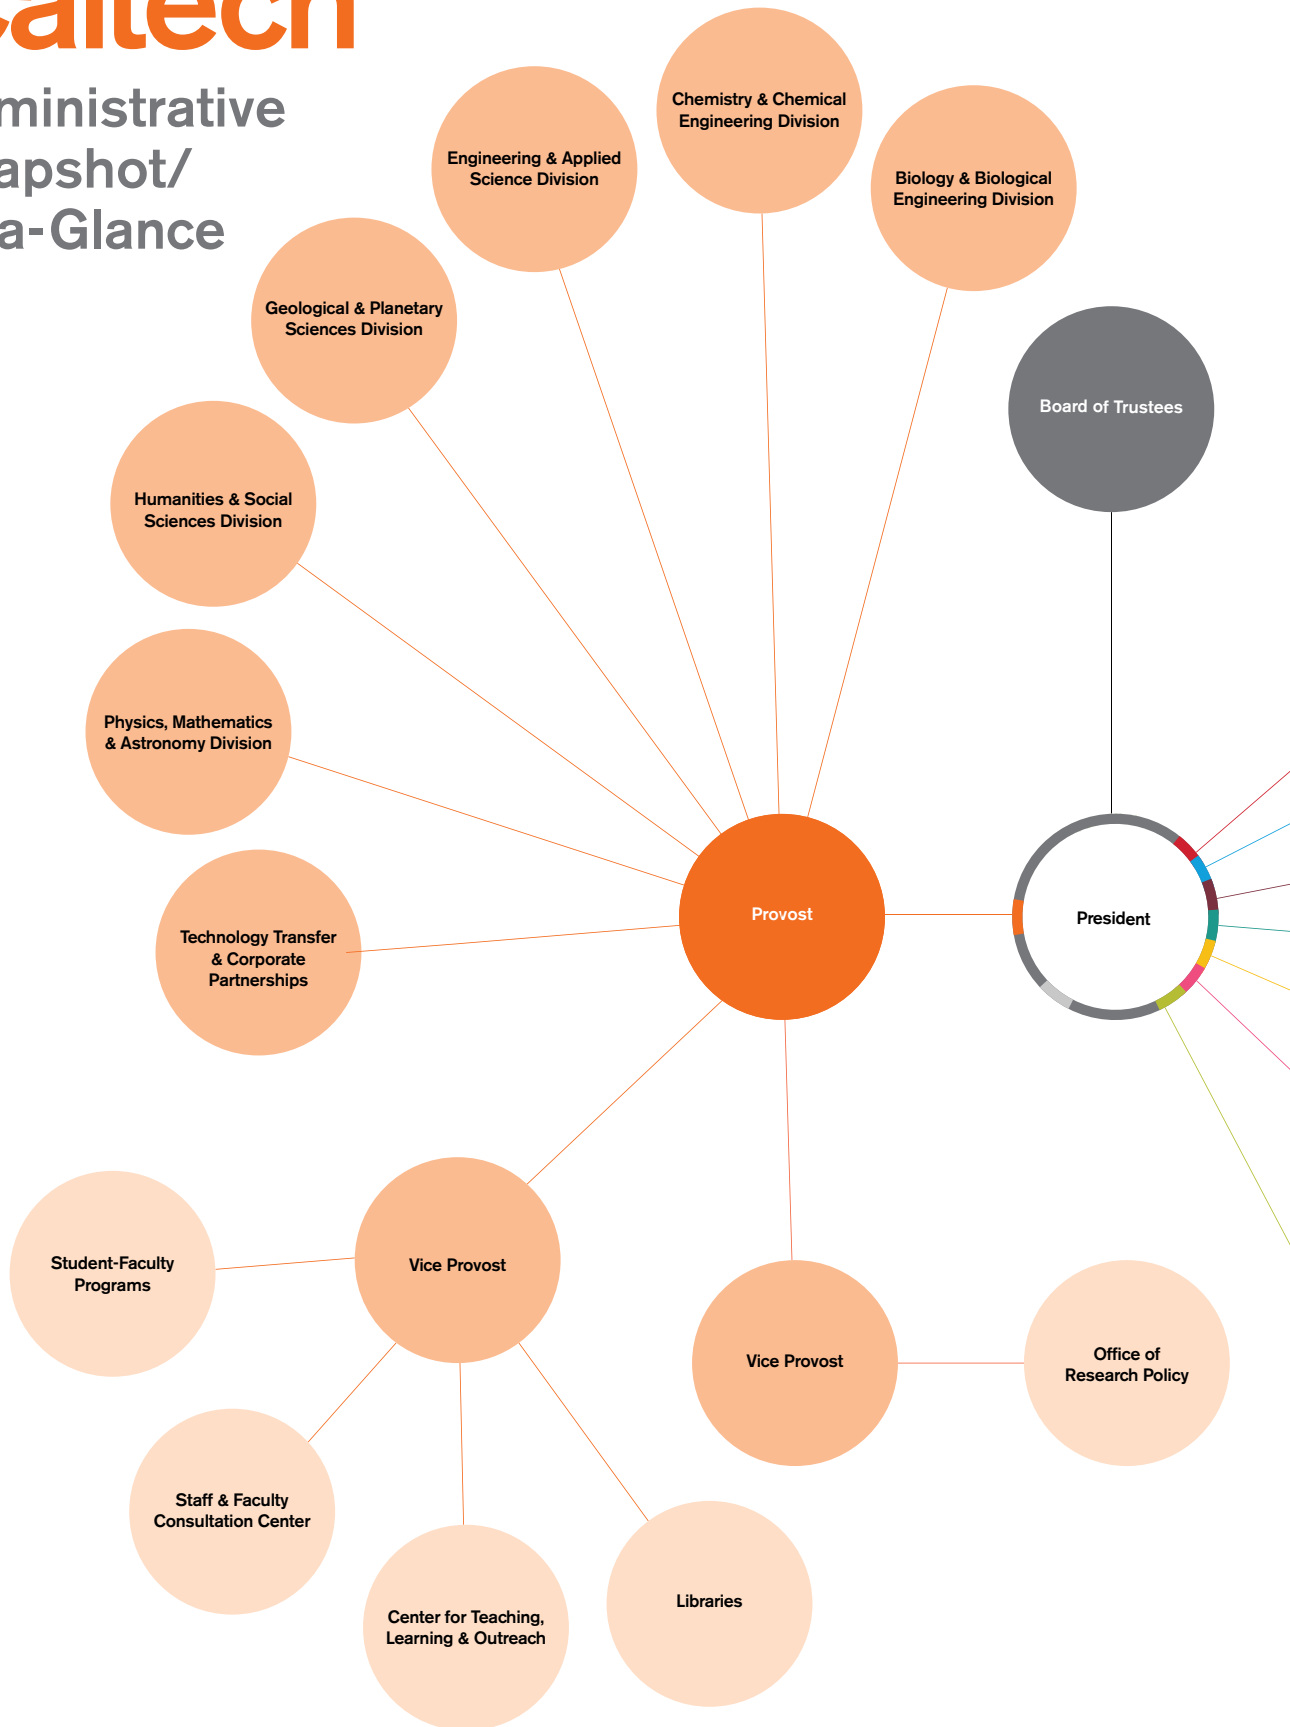 caltech
ministrative
apshot/
a-Glance
Chemistry & Chemical
Engineering Division
Engineering & Applied
Science Division
Biology & Biological
Engineering Division
Geological & Planetary
Sciences Division
Board of Trustees
Humanities & Social
Sciences Division
Physics, Mathematics
& Astronomy Division
Provost
President
Technology Transfer
& Corporate
Partnerships
Student-Faculty
Programs
Vice Provost
Vice Provost
Office of
Research Policy
Staff & Faculty
Consultation Center
Center for Teaching,
Learning & Outreach
Libraries